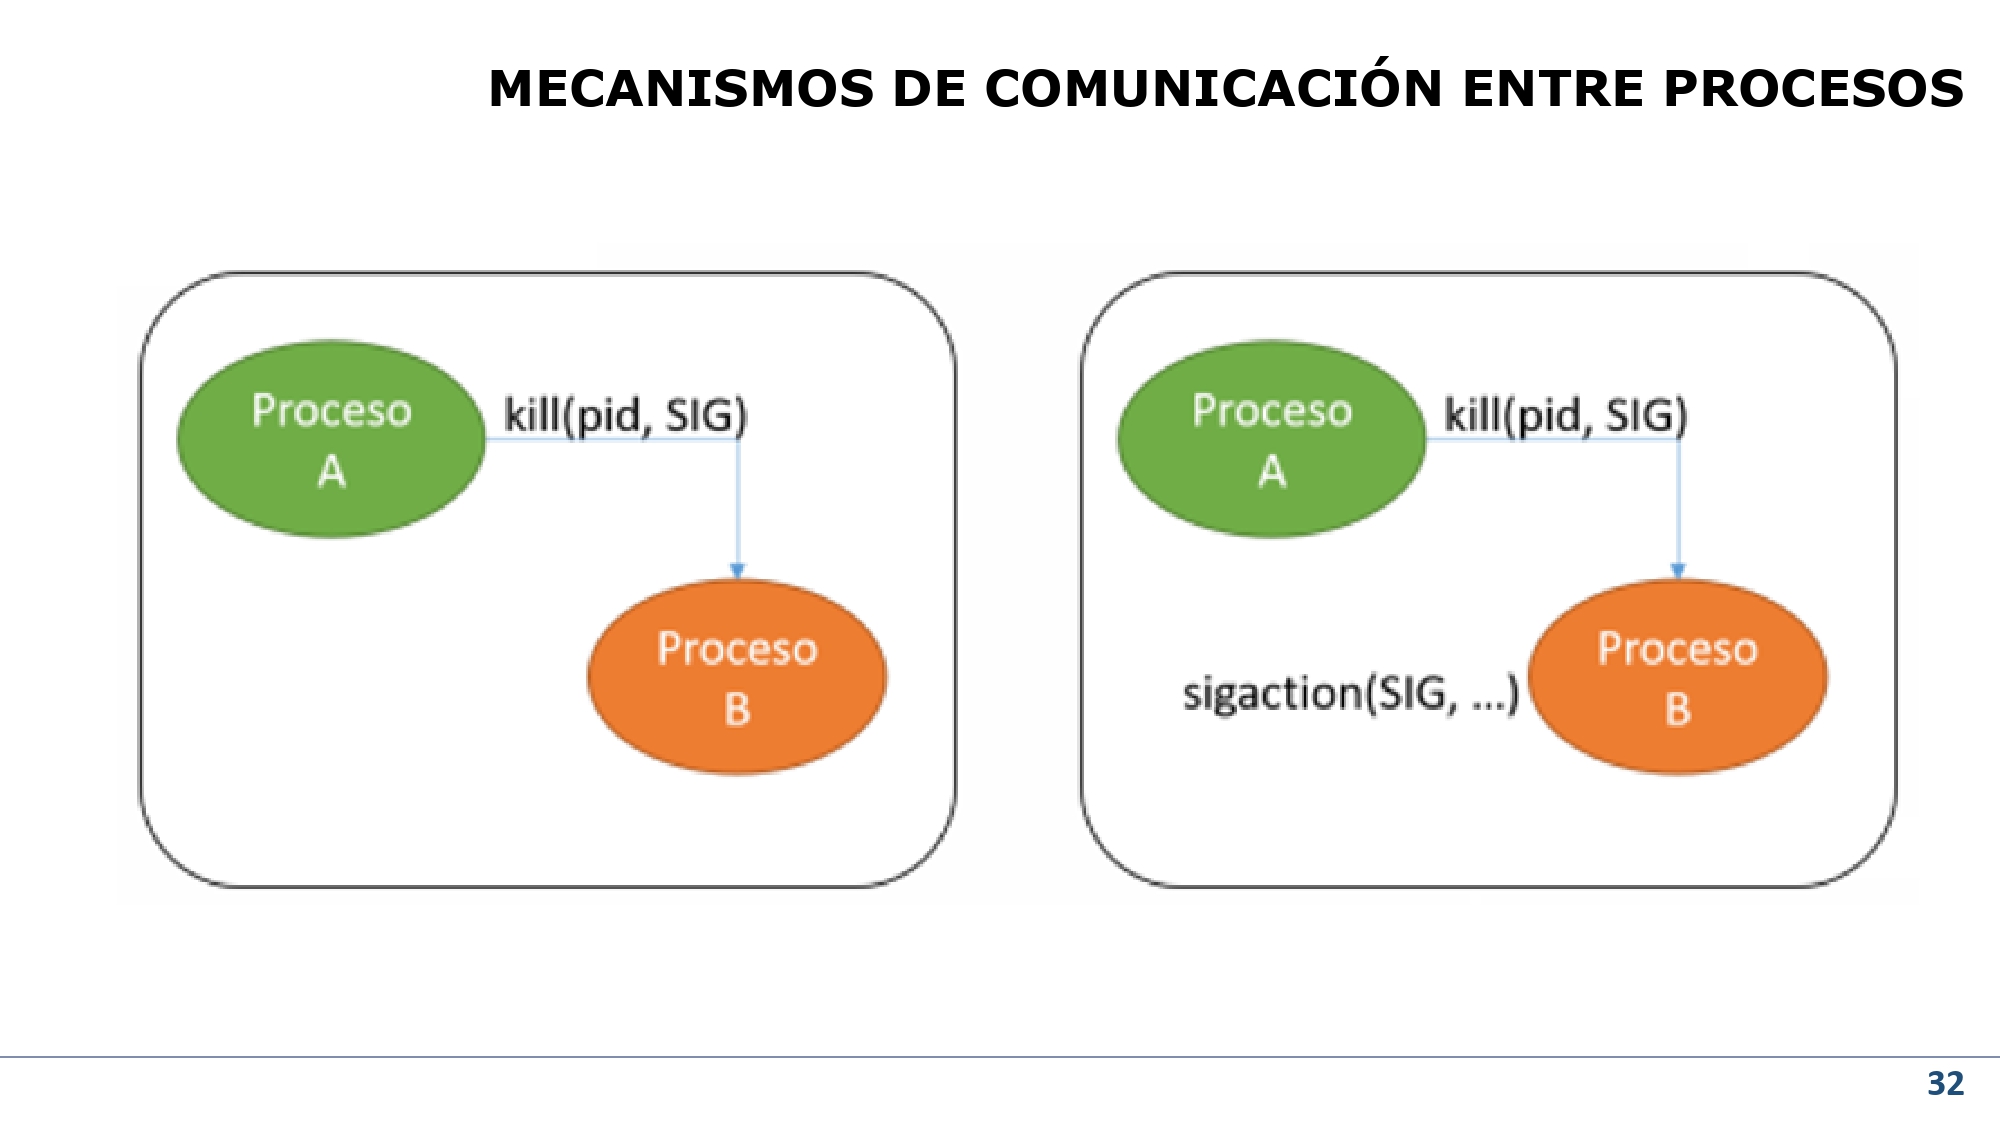 MECANISMOS DE COMUNICACIÓN ENTRE PROCESOS
Proceso
A
kill(pid, SIG)
Proceso
B
Proceso
A
kill(pid, SIG)
sigaction(SIG, ...)
Proceso
B
32